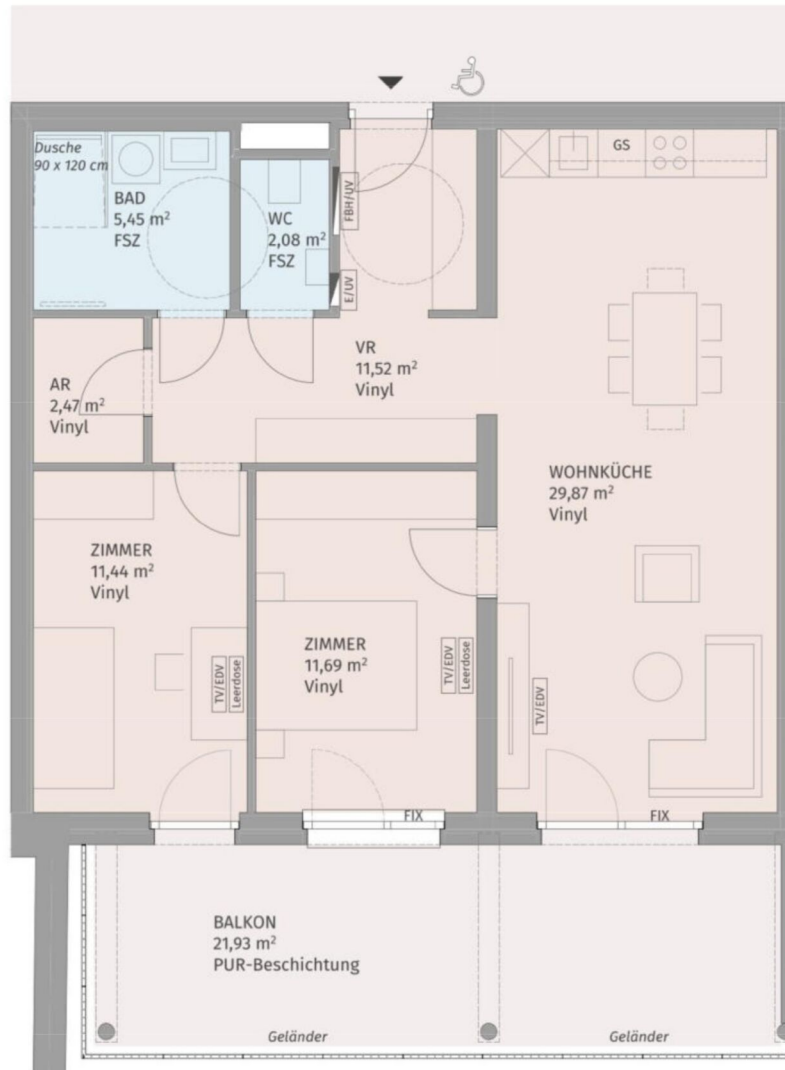 Dusche
90 x 120 cm
BAD
5,45 m²
FSZ
WC
2,08 m²
FSZ
FBH/UV
E/UV
GS
VR
11,52 m²
Vinyl
AR
2,47 m²
Vinyl
WOHNKÜCHE
29,87 m²
Vinyl
ZIMMER
11,44 m²
Vinyl
TV/EDV
Leerdose
ZIMMER
11,69 m²
Vinyl
TV/EDV
Leerdose
TV/EDV
FIX
FIX
BALKON
21,93 m²
PUR-Beschichtung
Geländer
Geländer